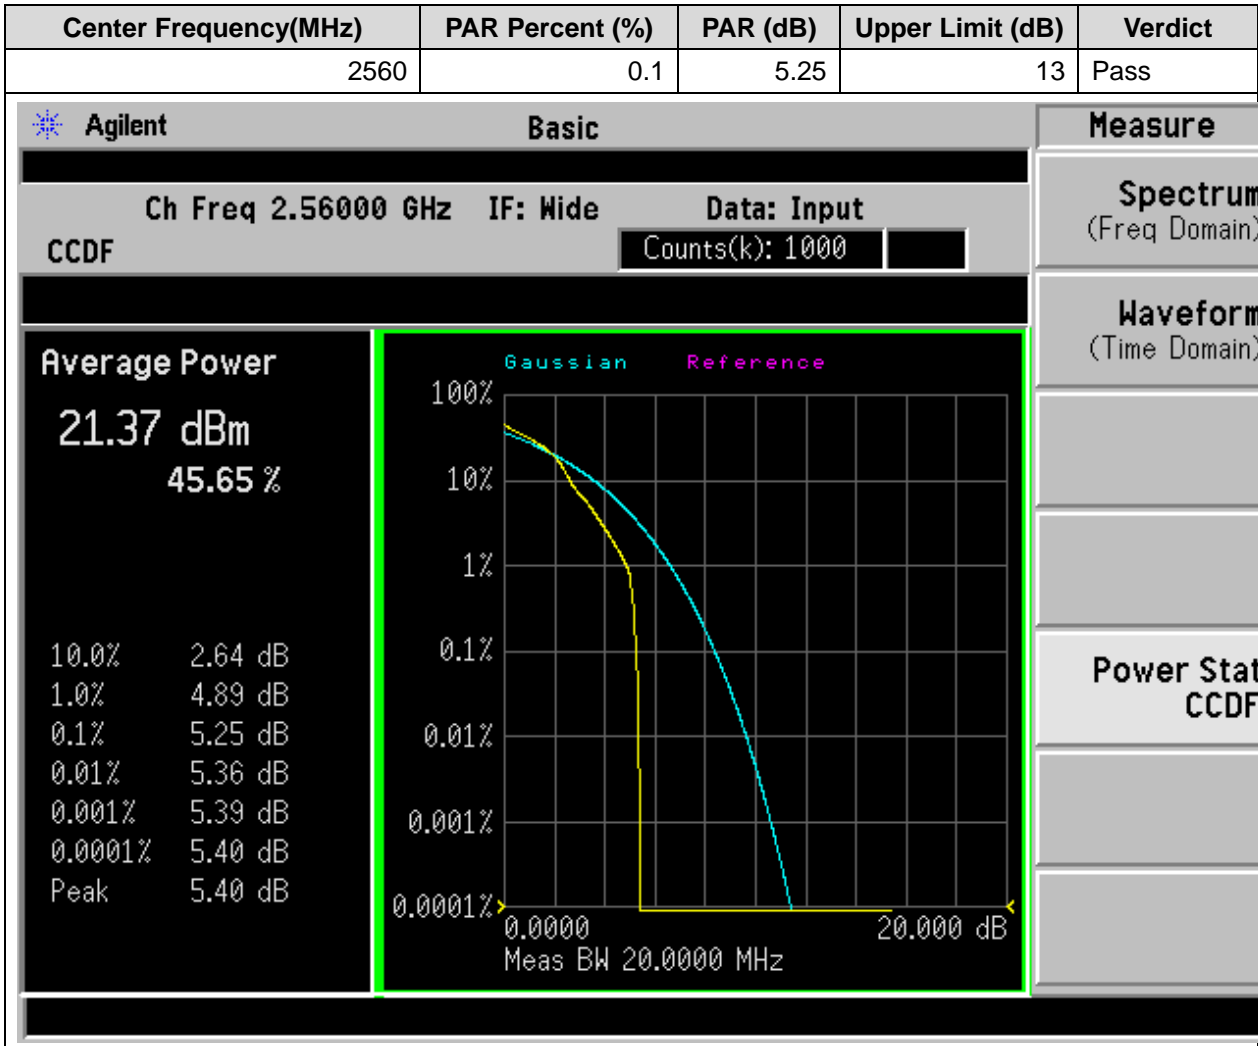 Center Frequency(MHz) PAR Percent (%) PAR (dB) Upper Limit (dB) Verdict
2560 0.1 5.25 13 Pass
Agilent Basic Measure
Ch Freq 2.56000 GHz IF: Wide Data: Input
CCDF Counts(k): 1000
Spectrum
(Freq Domain)
Waveform
(Time Domain)
Power Stat
CCDF
Average Power
21.37 dBm
45.65 %
10.0% 2.64 dB
1.0% 4.89 dB
0.1% 5.25 dB
0.01% 5.36 dB
0.001% 5.39 dB
0.0001% 5.40 dB
Peak 5.40 dB
Gaussian Reference
100%
10%
1%
0.1%
0.01%
0.001%
0.0001%
0.0000 20.000 dB
Meas BW 20.0000 MHz